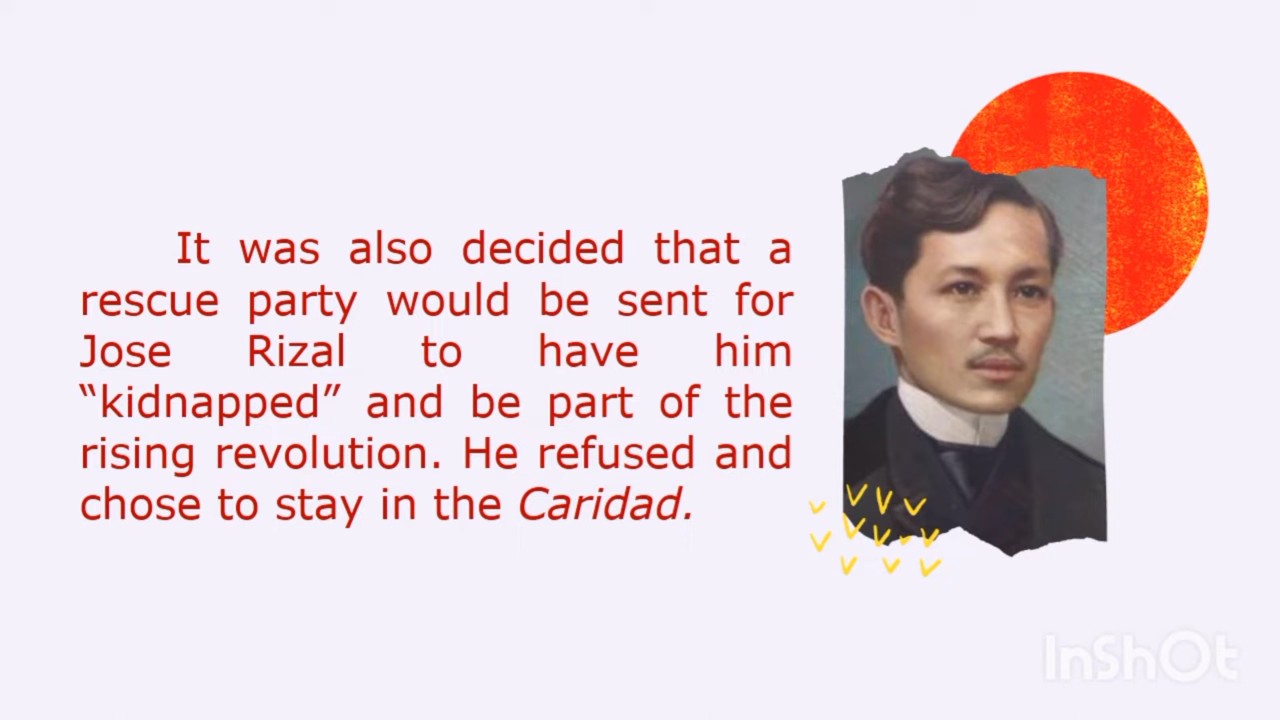 It was also decided that a
rescue party would be sent for
Jose Rizal to have him
“kidnapped” and be part of the
rising revolution. He refused and
chose to stay in the Caridad.
InShOt